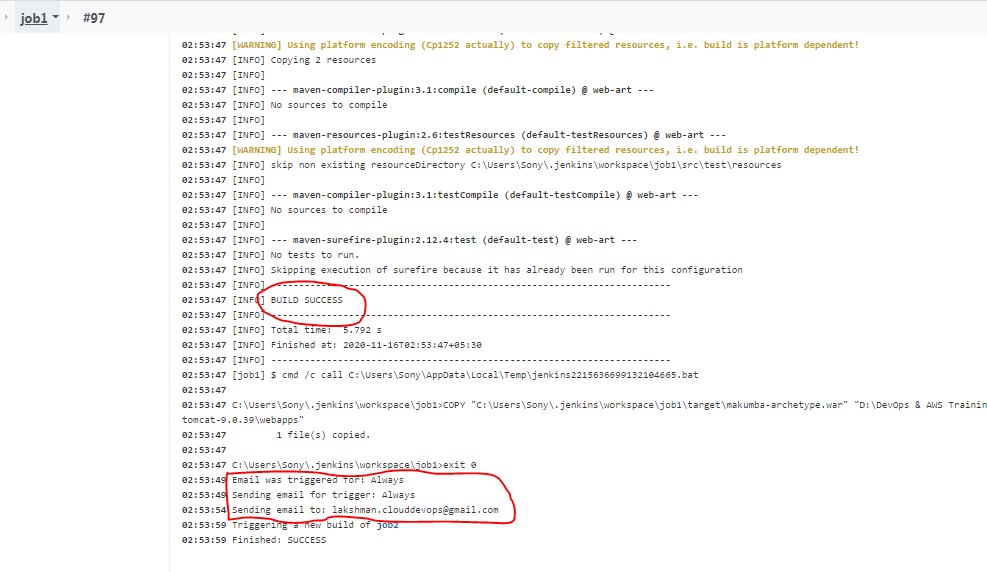 job1 #97
02:53:47 [WARNING] Using platform encoding (Cp1252 actually) to copy filtered resources, i.e. build is platform dependent!
02:53:47 [INFO] Copying 2 resources
02:53:47 [INFO]
02:53:47 [INFO] --- maven-compiler-plugin:3.1:compile (default-compile) @ web-art ---
02:53:47 [INFO] No sources to compile
02:53:47 [INFO]
02:53:47 [INFO] --- maven-resources-plugin:2.6:testResources (default-testResources) @ web-art ---
02:53:47 [WARNING] Using platform encoding (Cp1252 actually) to copy filtered resources, i.e. build is platform dependent!
02:53:47 [INFO] skip non existing resourceDirectory C:\Users\Sony\.jenkins\workspace\job1\src\test\resources
02:53:47 [INFO]
02:53:47 [INFO] --- maven-compiler-plugin:3.1:testCompile (default-testCompile) @ web-art ---
02:53:47 [INFO] No sources to compile
02:53:47 [INFO]
02:53:47 [INFO] --- maven-surefire-plugin:2.12.4:test (default-test) @ web-art ---
02:53:47 [INFO] No tests to run.
02:53:47 [INFO] Skipping execution of surefire because it has already been run for this configuration
02:53:47 [INFO] ------------------------------------------------------------------------
02:53:47 [INFO] BUILD SUCCESS
02:53:47 [INFO] ------------------------------------------------------------------------
02:53:47 [INFO] Total time:  5.792 s
02:53:47 [INFO] Finished at: 2020-11-16T02:53:47+05:30
02:53:47 [INFO] ------------------------------------------------------------------------
02:53:47 [job1] $ cmd /c call C:\Users\Sony\AppData\Local\Temp\jenkins2215636699132104665.bat
02:53:47
02:53:47 C:\Users\Sony\.jenkins\workspace\job1>COPY "C:\Users\Sony\.jenkins\workspace\job1\target\makumba-archetype.war" "D:\DevOps & AWS Trainin
tomcat-9.0.39\webapps"
02:53:47         1 file(s) copied.
02:53:47
02:53:47 C:\Users\Sony\.jenkins\workspace\job1>exit 0
02:53:49 Email was triggered for: Always
02:53:49 Sending email for trigger: Always
02:53:54 Sending email to: lakshman.clouddevops@gmail.com
02:53:59 Triggering a new build of job2
02:53:59 Finished: SUCCESS